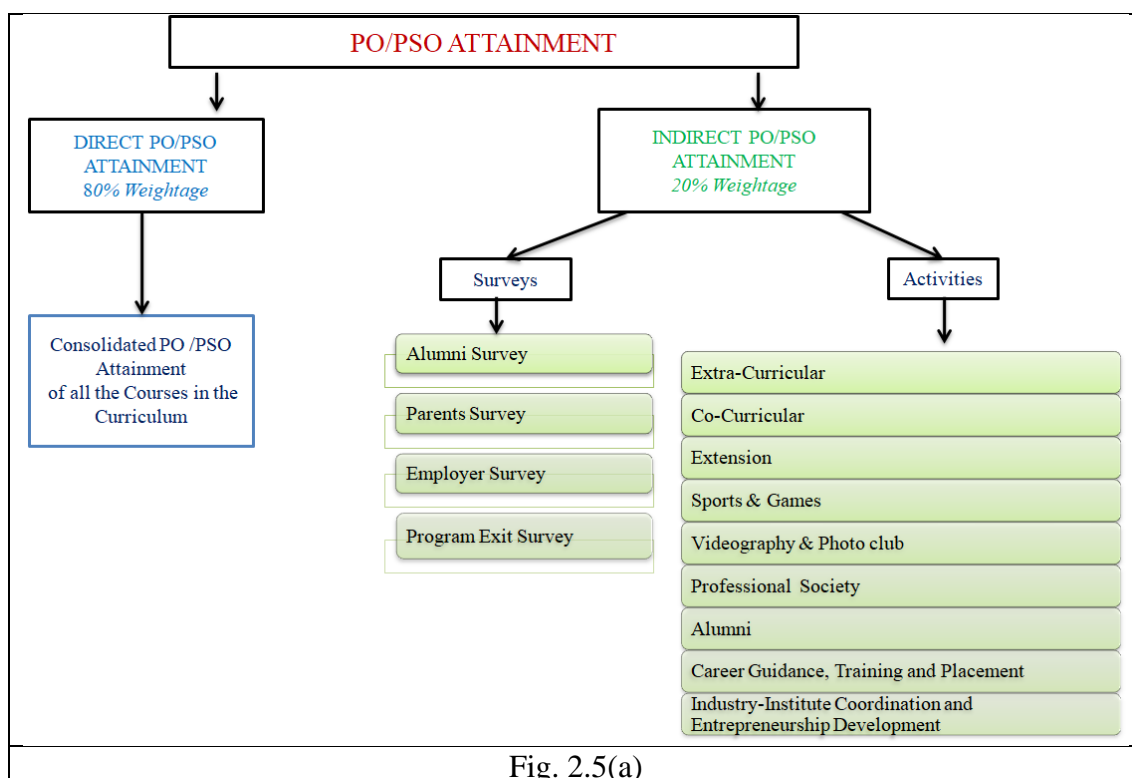 PO/PSO ATTAINMENT
DIRECT PO/PSO
ATTAINMENT
80% Weightage
INDIRECT PO/PSO
ATTAINMENT
20% Weightage
Surveys
Activities
Consolidated PO /PSO
Attainment
of all the Courses in the
Curriculum
Alumni Survey
Parents Survey
Employer Survey
Program Exit Survey
Extra-Curricular
Co-Curricular
Extension
Sports & Games
Videography & Photo club
Professional Society
Alumni
Career Guidance, Training and Placement
Industry-Institute Coordination and
Entrepreneurship Development
Fig. 2.5(a)